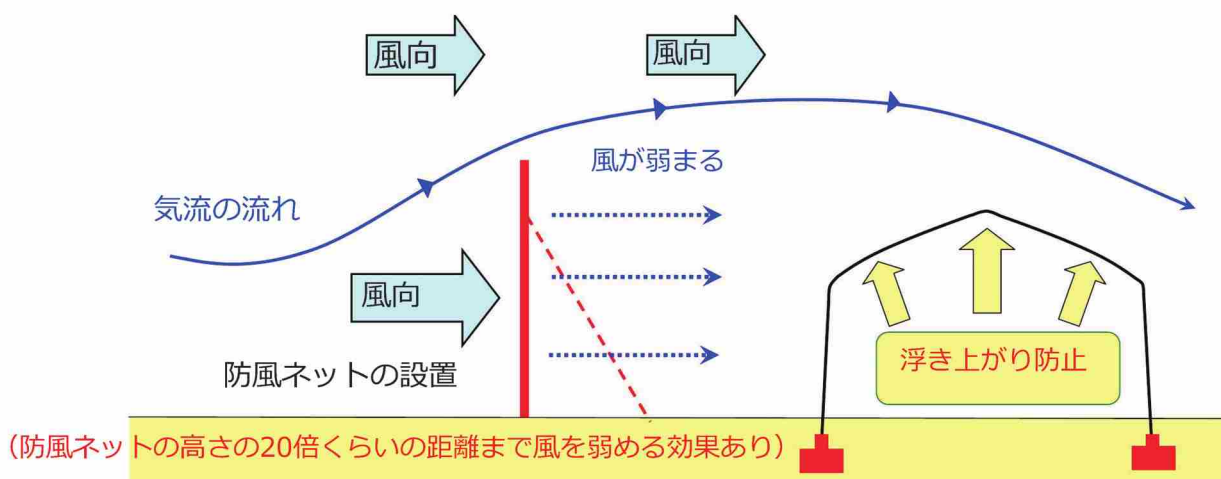 風向
風向
風が弱まる
気流の流れ
風向
防風ネットの設置
浮き上がり防止
（防風ネットの高さの20倍くらいの距離まで風を弱める効果あり）